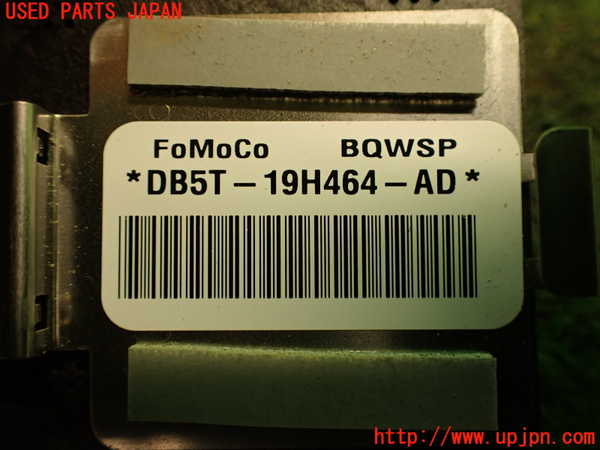 USED PARTS JAPAN
FoMoCo BQWSP
*DB5T-19H464-AD*
*http://www.upjpn.com/